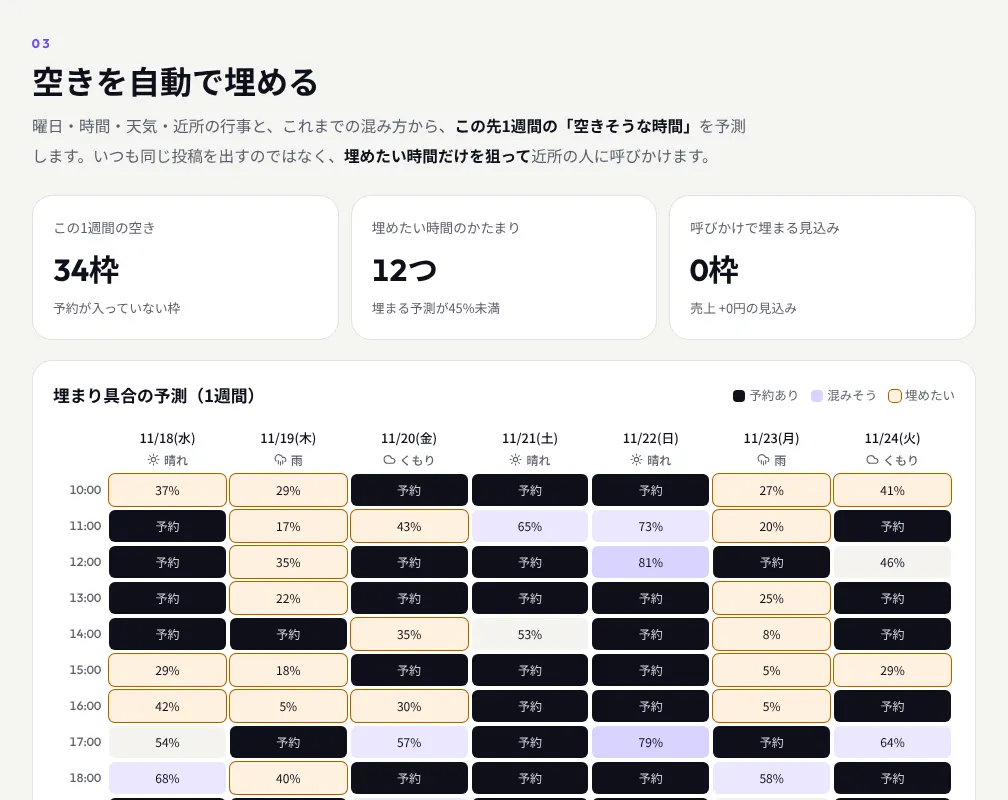 03
空きを自動で埋める
曜日・時間・天気・近所の行事と、これまでの混み方から、この先1週間の「空きそうな時間」を予測
します。いつも同じ投稿を出すのではなく、埋めたい時間だけを狙って近所の人に呼びかけます。
この1週間の空き
34枠
予約が入っていない枠
埋めたい時間のかたまり
12つ
埋まる予測が45%未満
呼びかけで埋まる見込み
0枠
売上 +0円の見込み
埋まり具合の予測（1週間）
予約あり 混みそう 埋めたい
11/18(水) 11/19(木) 11/20(金) 11/21(土) 11/22(日) 11/23(月) 11/24(火)
晴れ 雨 くもり 晴れ 晴れ 雨 くもり
10:00 37% 29% 予約 予約 予約 27% 41%
11:00 予約 17% 43% 65% 73% 20% 予約
12:00 予約 35% 予約 予約 81% 予約 46%
13:00 予約 22% 予約 予約 予約 25% 予約
14:00 予約 予約 35% 53% 予約 8% 予約
15:00 29% 18% 予約 予約 予約 5% 29%
16:00 42% 5% 30% 予約 予約 5% 予約
17:00 54% 予約 57% 予約 79% 予約 64%
18:00 68% 40% 予約 予約 予約 58% 予約